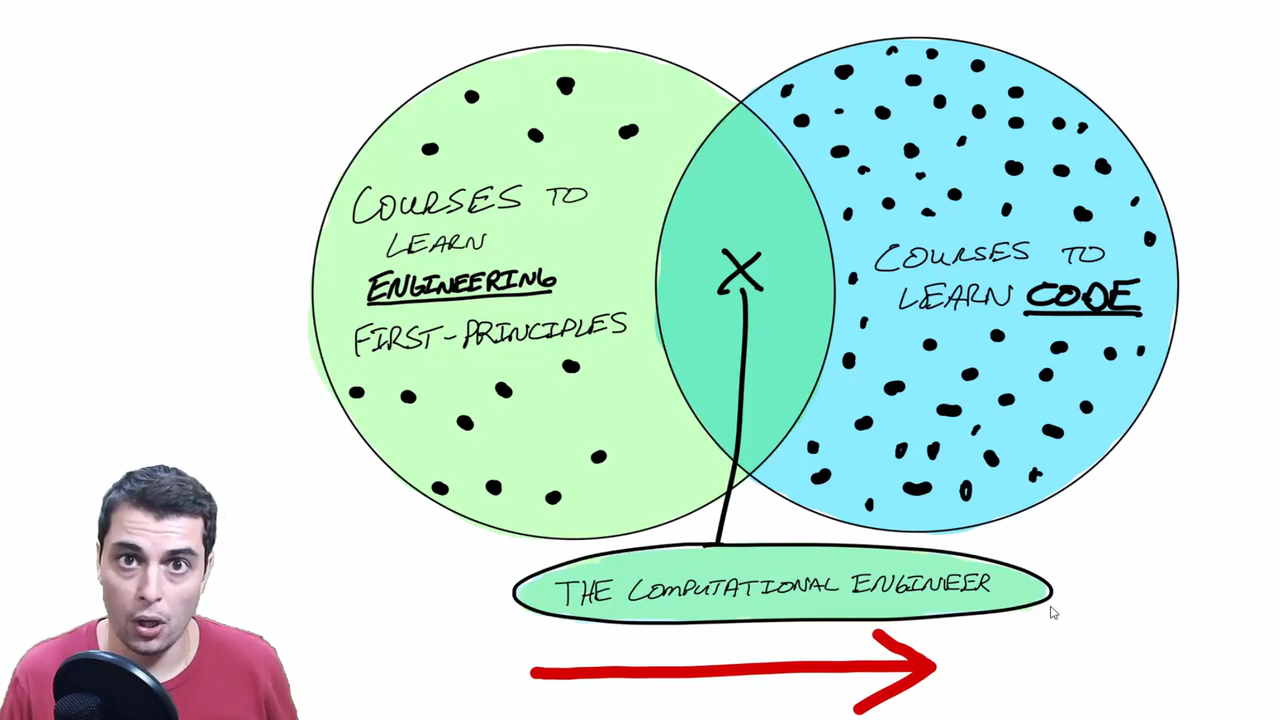 COURSES TO
LEARN
ENGINEERING
FIRST-PRINCIPLES
X
COURSES TO
LEARN CODE
THE COMPUTATIONAL ENGINEER